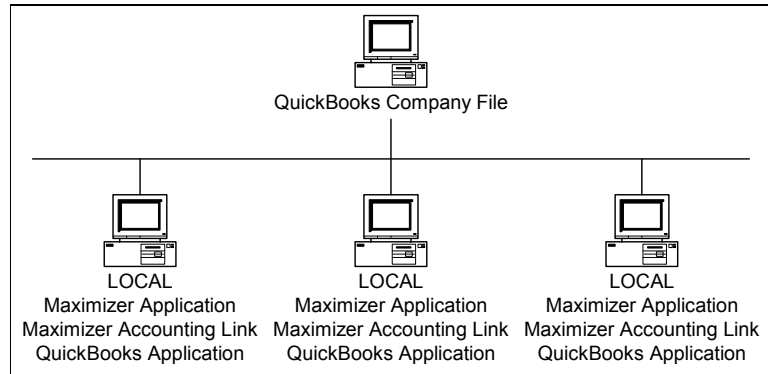 QuickBooks Company File
LOCAL
Maximizer Application
Maximizer Accounting Link
QuickBooks Application
LOCAL
Maximizer Application
Maximizer Accounting Link
QuickBooks Application
LOCAL
Maximizer Application
Maximizer Accounting Link
QuickBooks Application